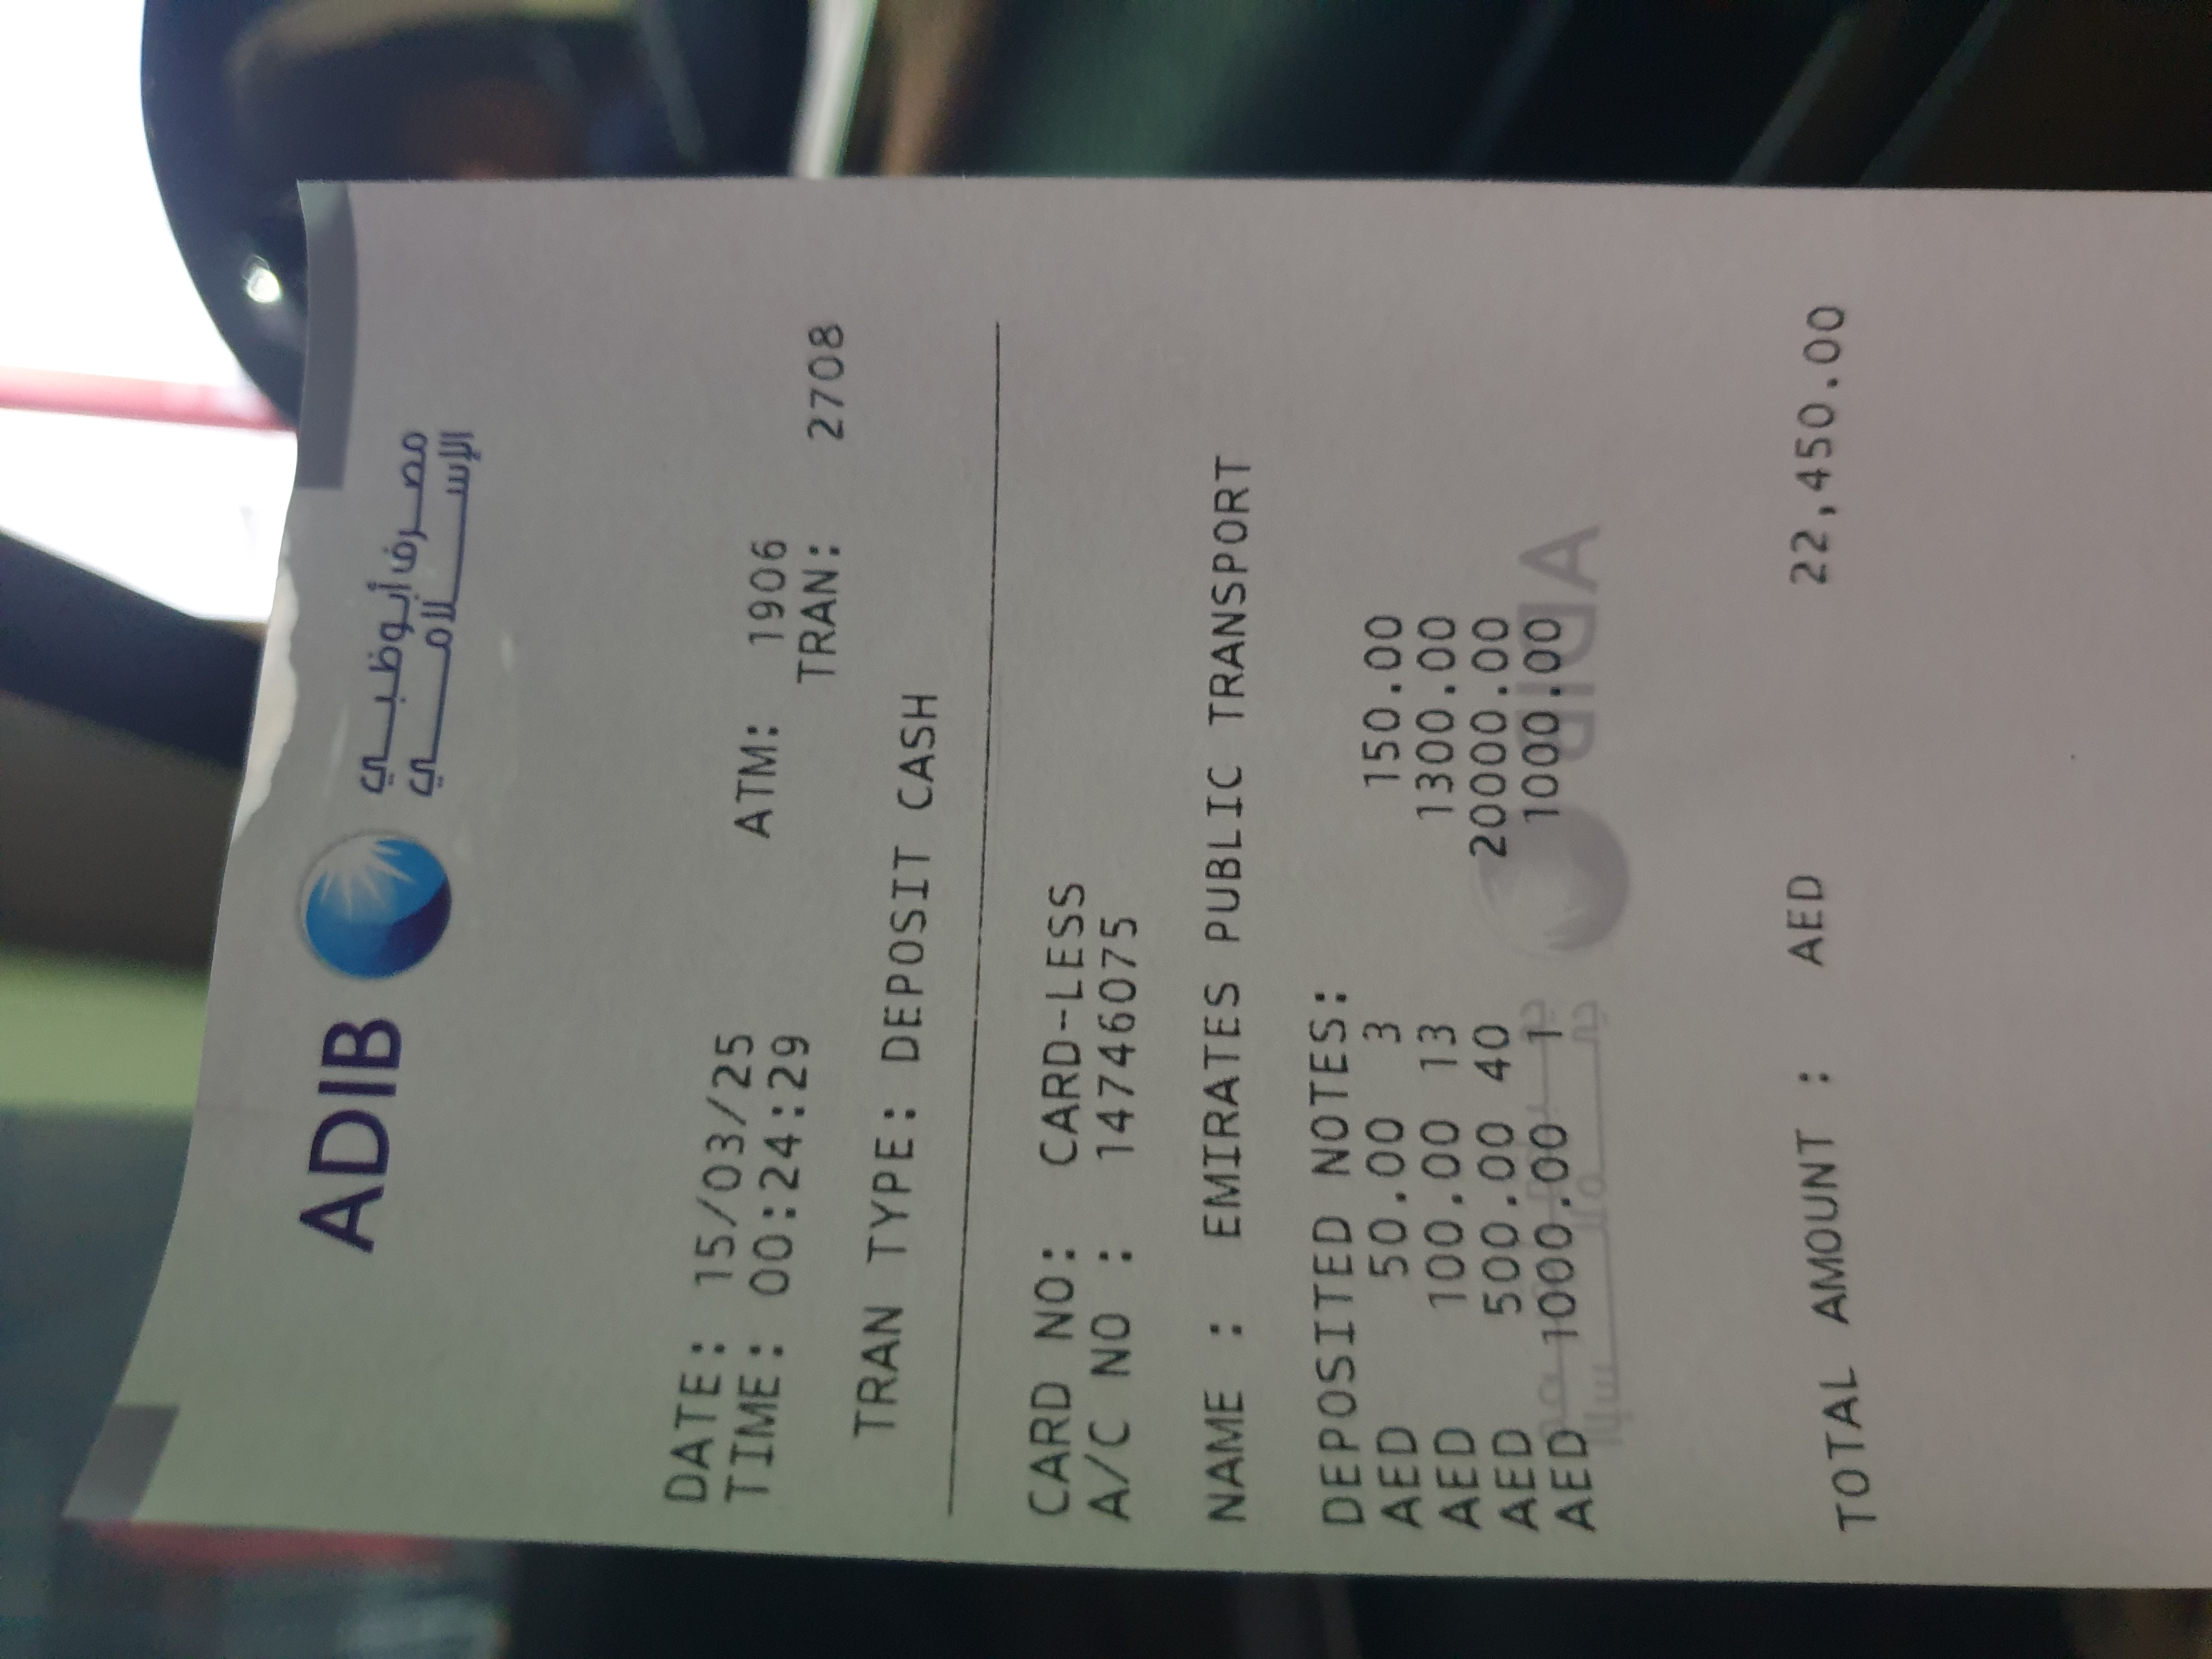 ADIB
مصرف أبوظبي
الإسلامي
DATE: 15/03/25 ATM: 1906
TIME: 00:24:29 TRAN: 2708
TRAN TYPE: DEPOSIT CASH
CARD NO: CARD-LESS
A/C NO : 14746075
NAME : EMIRATES PUBLIC TRANSPORT
DEPOSITED NOTES:
AED 50.00 3 150.00
AED 100.00 13 1300.00
AED 500.00 40 20000.00
AED 1000.00 1 1000.00
ADIB
TOTAL AMOUNT : AED 22,450.00